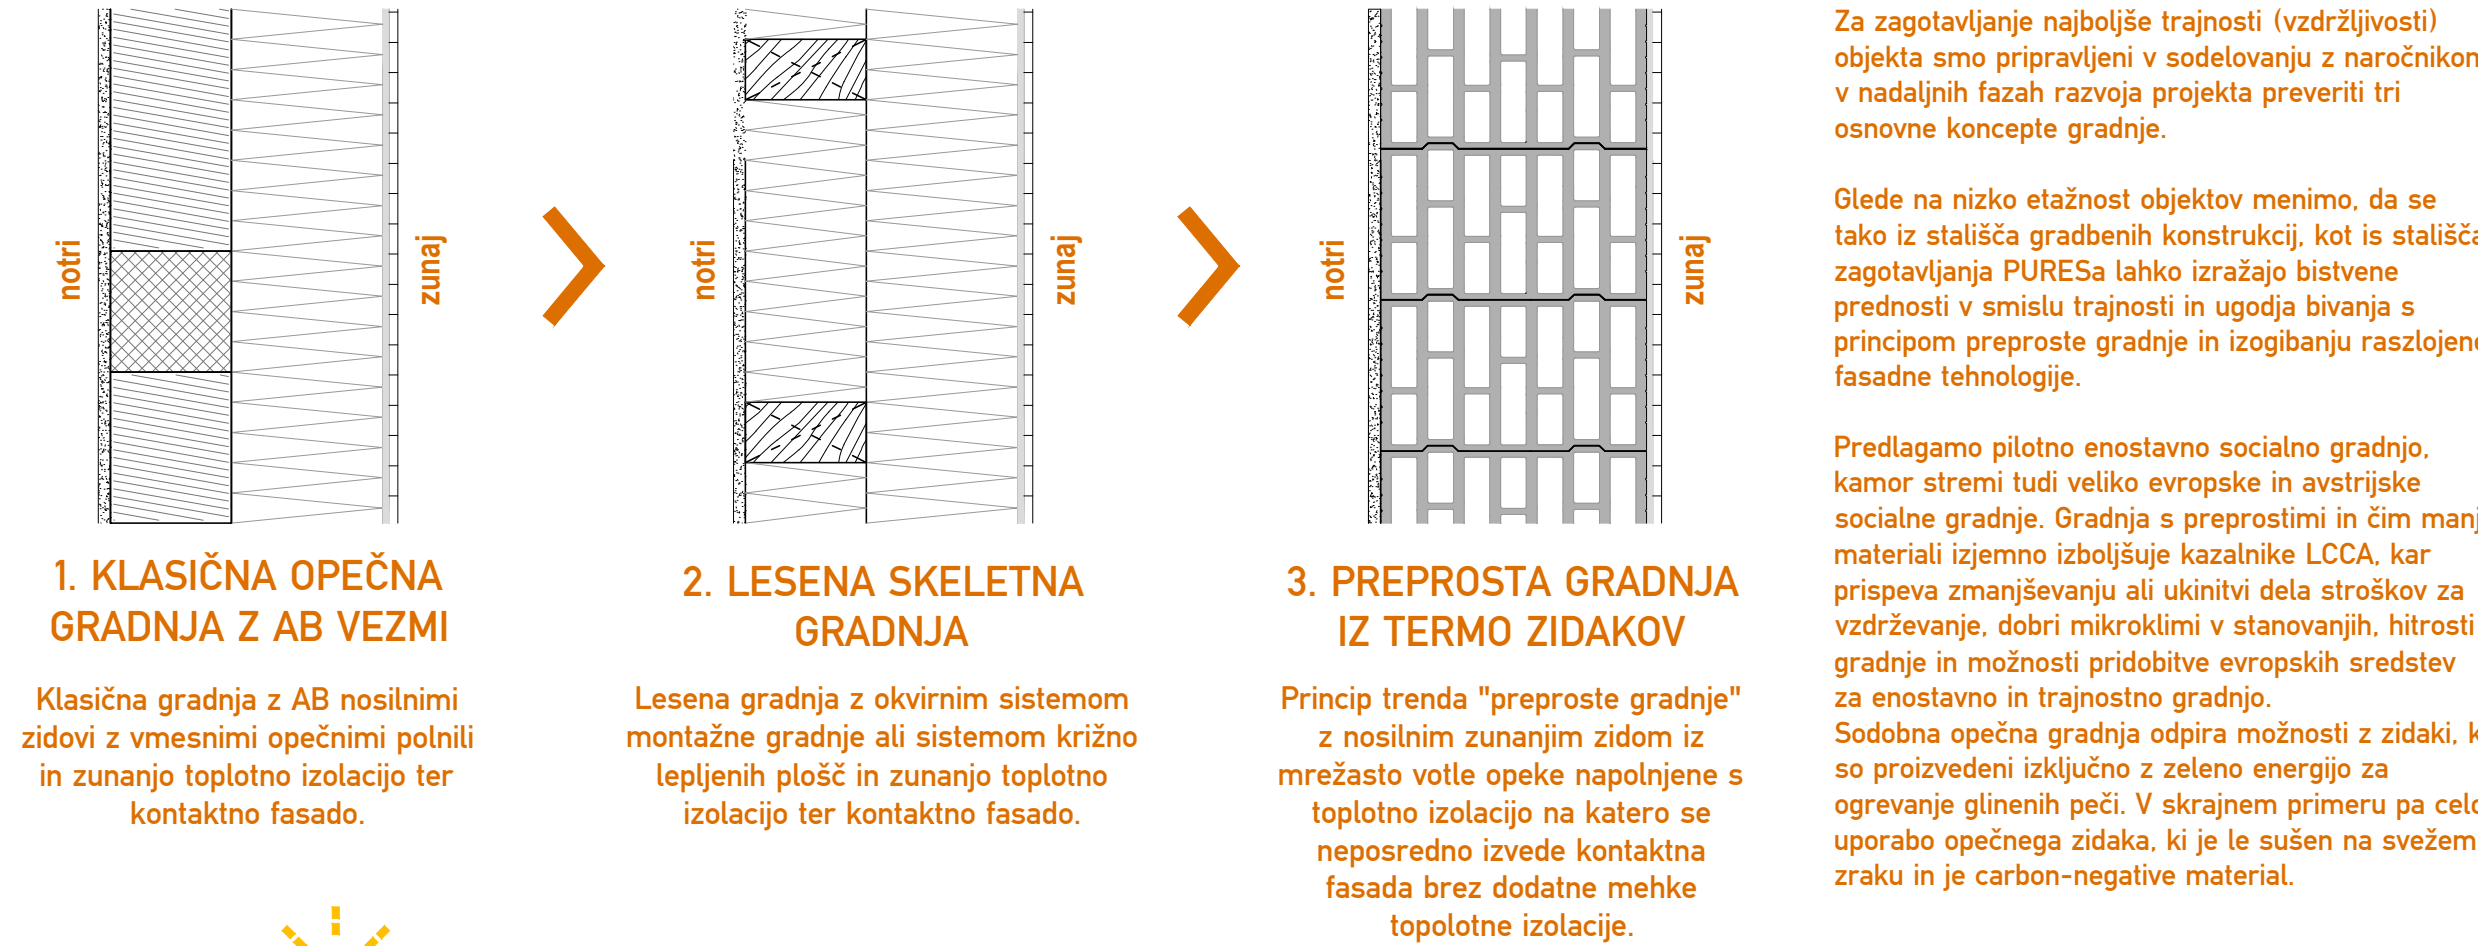 notri
zunaj
1. KLASIČNA OPEČNA
GRADNJA Z AB VEZMI
Klasična gradnja z AB nosilnimi
zidovi z vmesnimi opečnimi polnili
in zunanjo toplotno izolacijo ter
kontaktno fasado.
notri
zunaj
2. LESENA SKELETNA
GRADNJA
Lesena gradnja z okvirnim sistemom
montažne gradnje ali sistemom križno
lepljenih plošč in zunanjo toplotno
izolacijo ter kontaktno fasado.
notri
zunaj
3. PREPROSTA GRADNJA
IZ TERMO ZIDAKOV
Princip trenda "preproste gradnje"
z nosilnim zunanjim zidom iz
mrežasto votle opeke napolnjene s
toplotno izolacijo na katero se
neposredno izvede kontaktna
fasada brez dodatne mehke
topolotne izolacije.
Za zagotavljanje najboljše trajnosti (vzdržljivosti)
objekta smo pripravljeni v sodelovanju z naročnikom
v nadaljnih fazah razvoja projekta preveriti tri
osnovne koncepte gradnje.
Glede na nizko etažnost objektov menimo, da se
tako iz stališča gradbenih konstrukcij, kot is stališča
zagotavljanja PURESa lahko izražajo bistvene
prednosti v smislu trajnosti in ugodja bivanja s
principom preproste gradnje in izogibanju raszlojene
fasadne tehnologije.
Predlagamo pilotno enostavno socialno gradnjo,
kamor stremi tudi veliko evropske in avstrijske
socialne gradnje. Gradnja s preprostimi in čim manj
materiali izjemno izboljšuje kazalnike LCCA, kar
prispeva zmanjševanju ali ukinitvi dela stroškov za
vzdrževanje, dobri mikroklimi v stanovanjih, hitrosti
gradnje in možnosti pridobitve evropskih sredstev
za enostavno in trajnostno gradnjo.
Sodobna opečna gradnja odpira možnosti z zidaki,
so proizvedeni izključno z zeleno energijo za
ogrevanje glinenih peči. V skrajnem primeru pa celo
uporabo opečnega zidaka, ki je le sušen na svežem
zraku in je carbon-negative material.